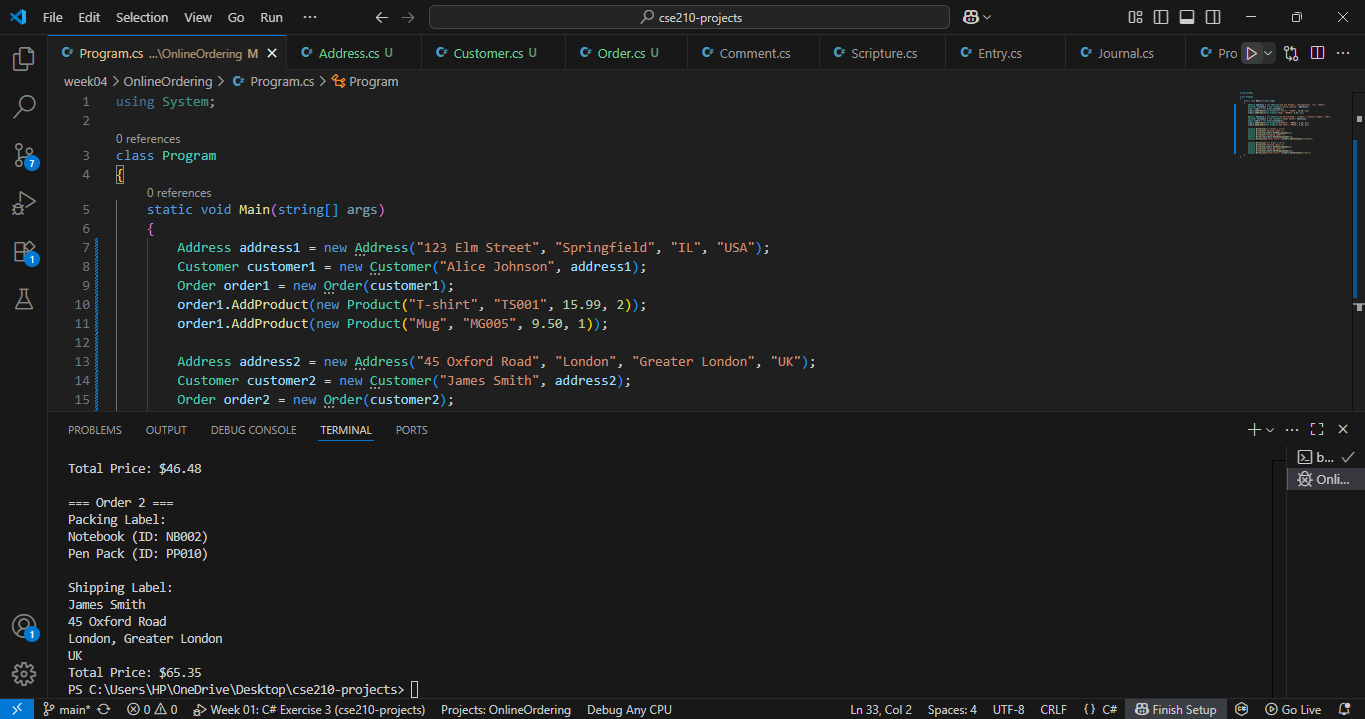 File Edit Selection View Go Run ···
cse210-projects
Program.cs ...\OnlineOrdering M
Address.cs U
Customer.cs U
Order.cs U
Comment.cs
Scripture.cs
Entry.cs
Journal.cs
Pro
week04 > OnlineOrdering > Program.cs > Program
1 using System;
2
0 references
3 class Program
4 {
0 references
5 static void Main(string[] args)
6 {
7 Address address1 = new Address("123 Elm Street", "Springfield", "IL", "USA");
8 Customer customer1 = new Customer("Alice Johnson", address1);
9 Order order1 = new Order(customer1);
10 order1.AddProduct(new Product("T-shirt", "TS001", 15.99, 2));
11 order1.AddProduct(new Product("Mug", "MG005", 9.50, 1));
12
13 Address address2 = new Address("45 Oxford Road", "London", "Greater London", "UK");
14 Customer customer2 = new Customer("James Smith", address2);
15 Order order2 = new Order(customer2);
7
1
1
PROBLEMS OUTPUT DEBUG CONSOLE TERMINAL PORTS
b...
Onli...
Total Price: $46.48
=== Order 2 ===
Packing Label:
Notebook (ID: NB002)
Pen Pack (ID: PP010)
Shipping Label:
James Smith
45 Oxford Road
London, Greater London
UK
Total Price: $65.35
PS C:\Users\HP\OneDrive\Desktop\cse210-projects>
main* 0 0 Week 01: C# Exercise 3 (cse210-projects) Projects: OnlineOrdering Debug Any CPU Ln 33, Col 2 Spaces: 4 UTF-8 CRLF {} C# Finish Setup Go Live